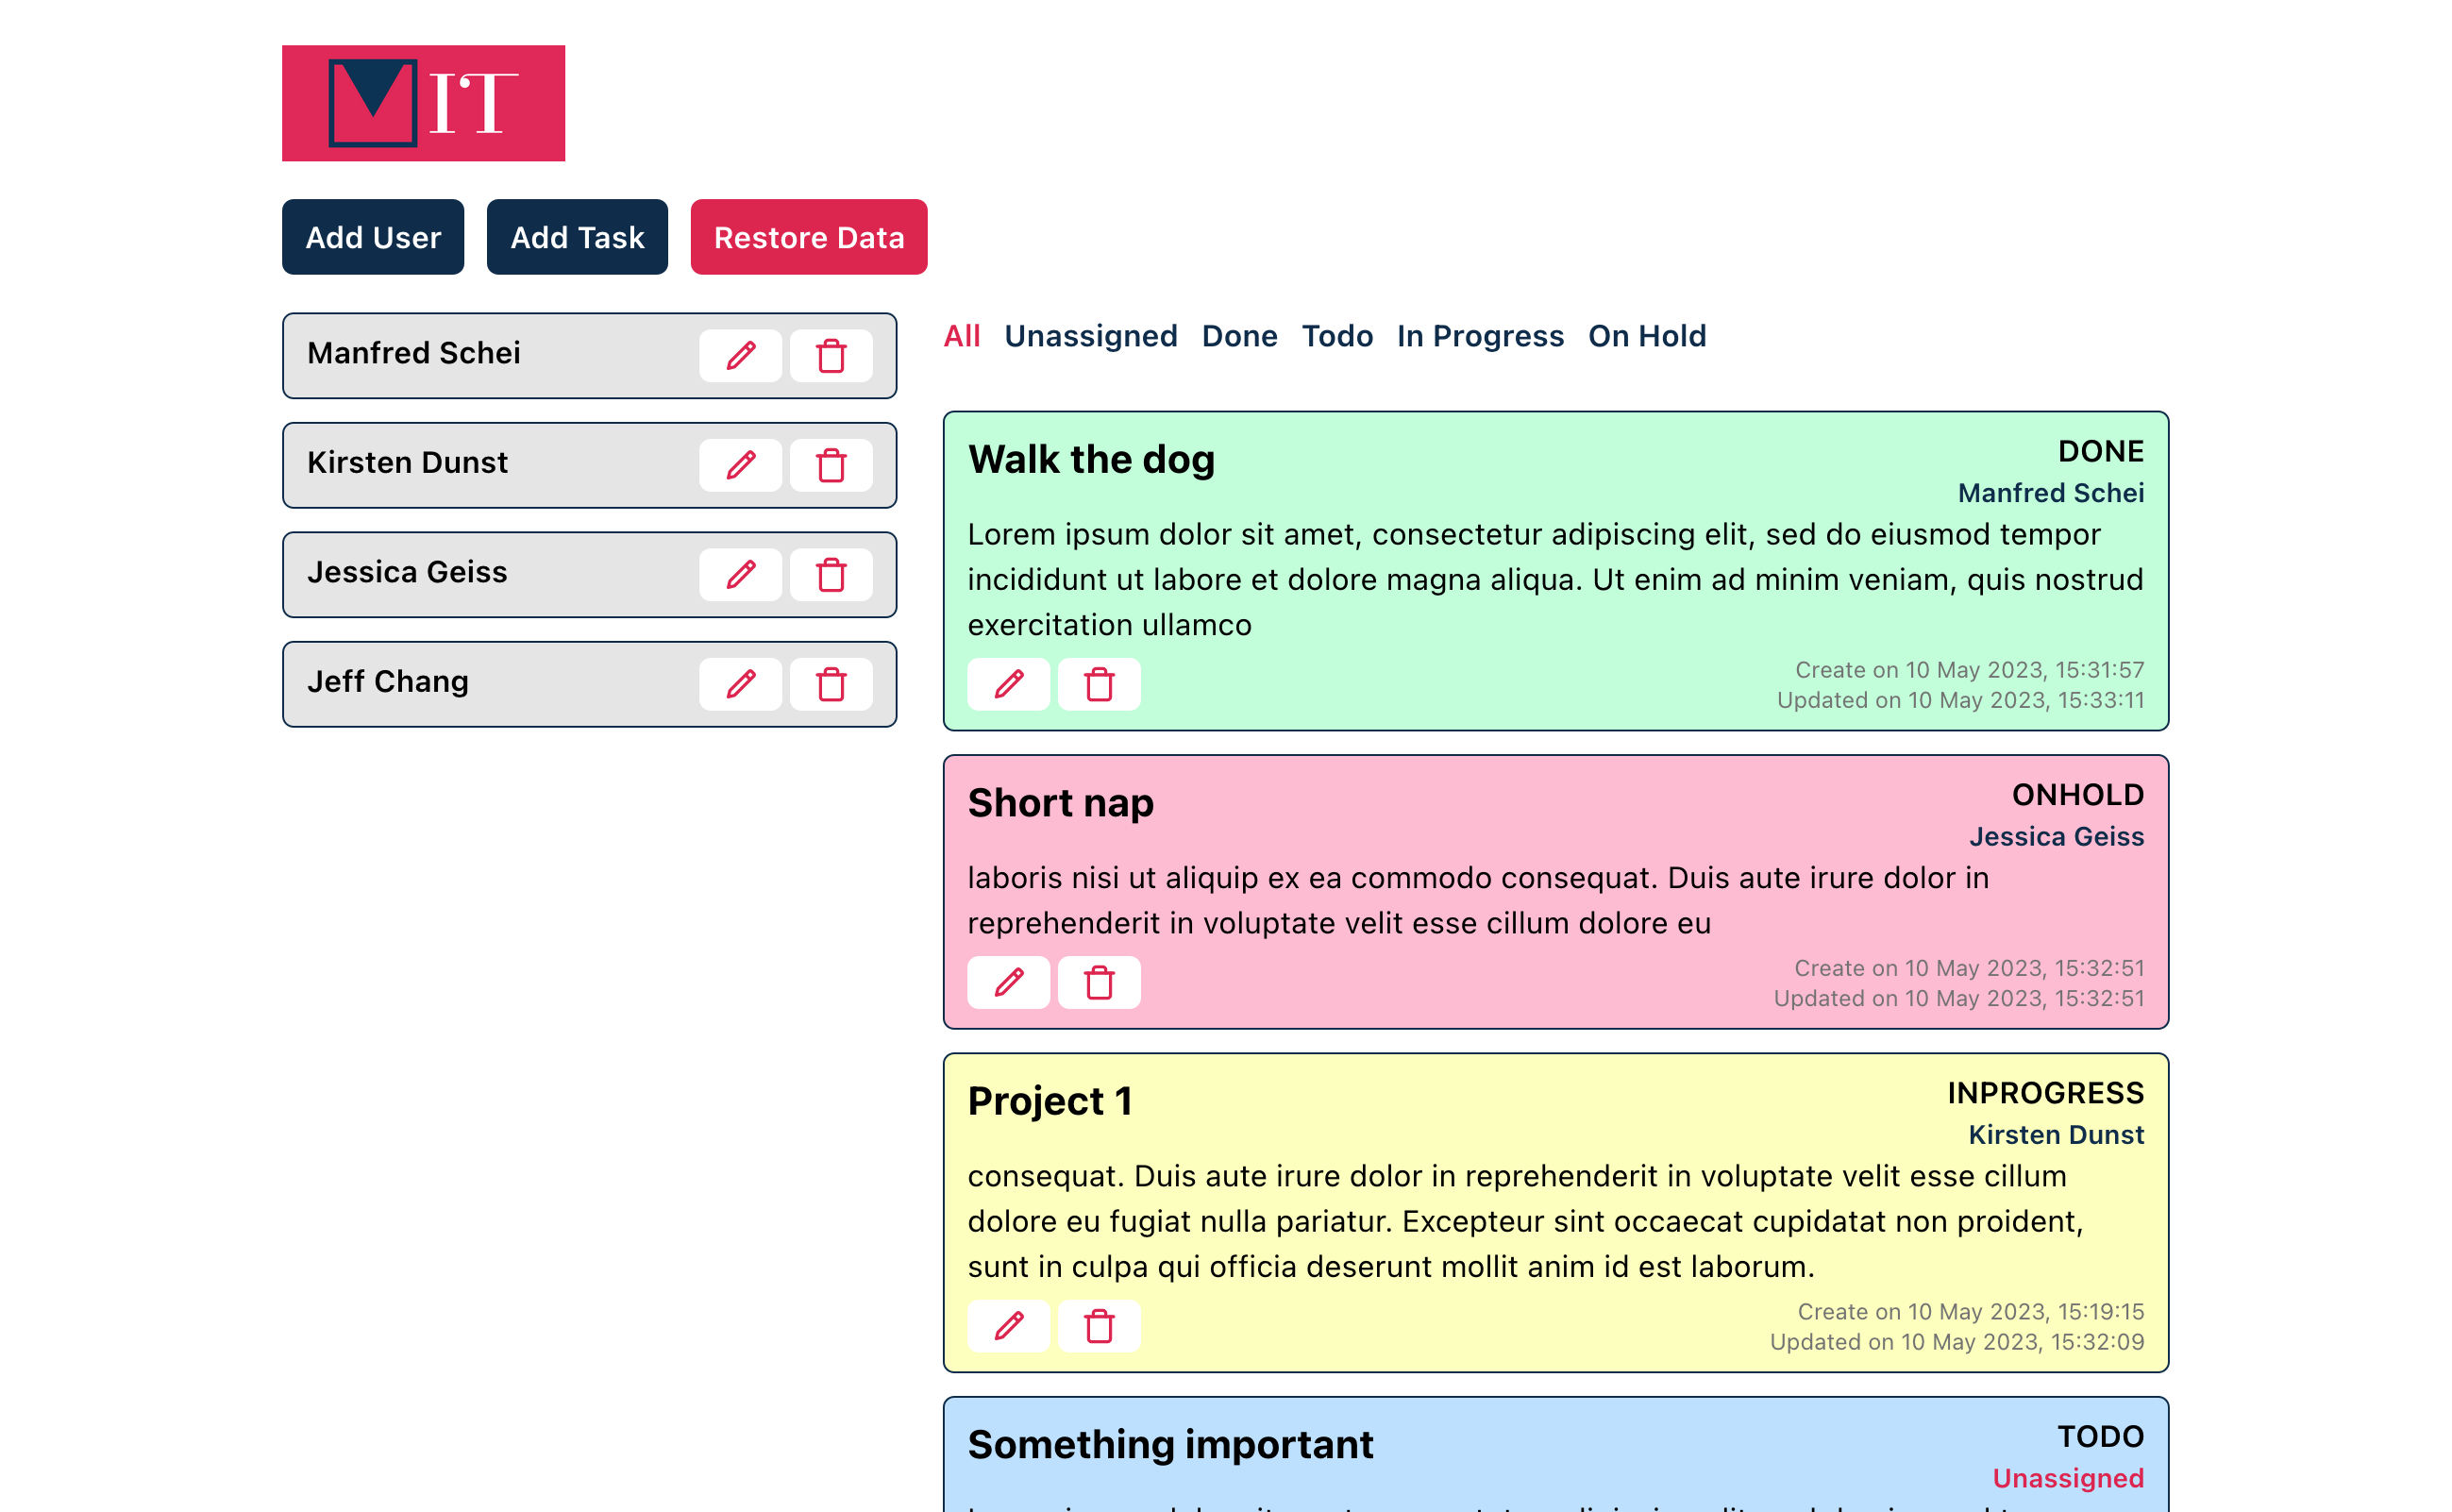 MIT
Add User Add Task Restore Data
Manfred Schei
Kirsten Dunst
Jessica Geiss
Jeff Chang
All Unassigned Done Todo In Progress On Hold
Walk the dog
DONE
Manfred Schei
Lorem ipsum dolor sit amet, consectetur adipiscing elit, sed do eiusmod tempor
incididunt ut labore et dolore magna aliqua. Ut enim ad minim veniam, quis nostrud
exercitation ullamco
Create on 10 May 2023, 15:31:57
Updated on 10 May 2023, 15:33:11
Short nap
ONHOLD
Jessica Geiss
laboris nisi ut aliquip ex ea commodo consequat. Duis aute irure dolor in
reprehenderit in voluptate velit esse cillum dolore eu
Create on 10 May 2023, 15:32:51
Updated on 10 May 2023, 15:32:51
Project 1
INPROGRESS
Kirsten Dunst
consequat. Duis aute irure dolor in reprehenderit in voluptate velit esse cillum
dolore eu fugiat nulla pariatur. Excepteur sint occaecat cupidatat non proident,
sunt in culpa qui officia deserunt mollit anim id est laborum.
Create on 10 May 2023, 15:19:15
Updated on 10 May 2023, 15:32:09
Something important
TODO
Unassigned